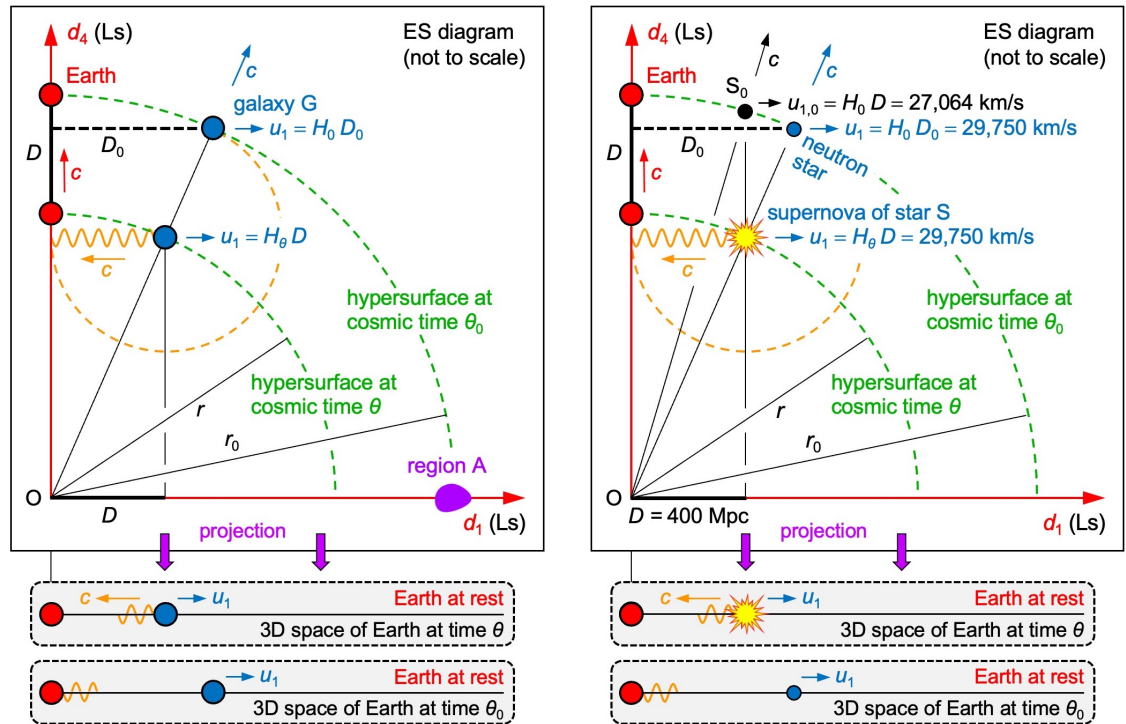 d₄ (Ls)
ES diagram
(not to scale)
Earth
c
galaxy G
u₁ = H₀ D₀
D₀
D
c
u₁ = H_θ D
c
hypersurface at
cosmic time θ₀
hypersurface at
cosmic time θ
r
r₀
region A
O
D
d₁ (Ls)
projection
c
u₁
Earth at rest
3D space of Earth at time θ
u₁
Earth at rest
3D space of Earth at time θ₀
d₄ (Ls)
ES diagram
(not to scale)
Earth
c
c
S₀
u₁,₀ = H₀ D = 27,064 km/s
u₁ = H₀ D₀ = 29,750 km/s
D₀
D
neutron
star
c
supernova of star S
u₁ = H_θ D = 29,750 km/s
c
hypersurface at
cosmic time θ₀
hypersurface at
cosmic time θ
r
r₀
O
D = 400 Mpc
d₁ (Ls)
projection
c
u₁
Earth at rest
3D space of Earth at time θ
u₁
Earth at rest
3D space of Earth at time θ₀